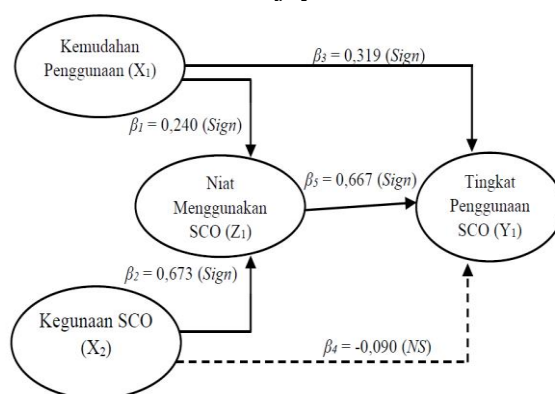 Kemudahan
Penggunaan (X₁)
β₃ = 0,319 (Sign)
β₁ = 0,240 (Sign)
Niat
Menggunakan
SCO (Z₁)
β₅ = 0,667 (Sign)
Tingkat
Penggunaan
SCO (Y₁)
β₂ = 0,673 (Sign)
Kegunaan SCO
(X₂)
β₄ = -0,090 (NS)